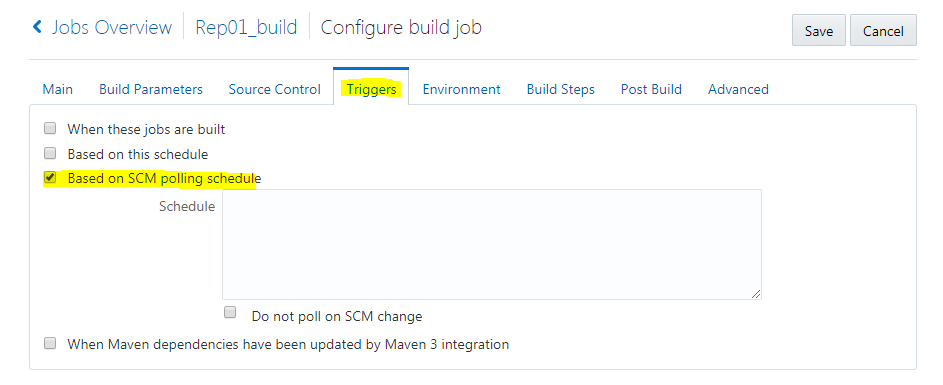 Jobs Overview Rep01_build Configure build job Save Cancel
Main Build Parameters Source Control Triggers Environment Build Steps Post Build Advanced
When these jobs are built
Based on this schedule
Based on SCM polling schedule
Schedule
Do not poll on SCM change
When Maven dependencies have been updated by Maven 3 integration